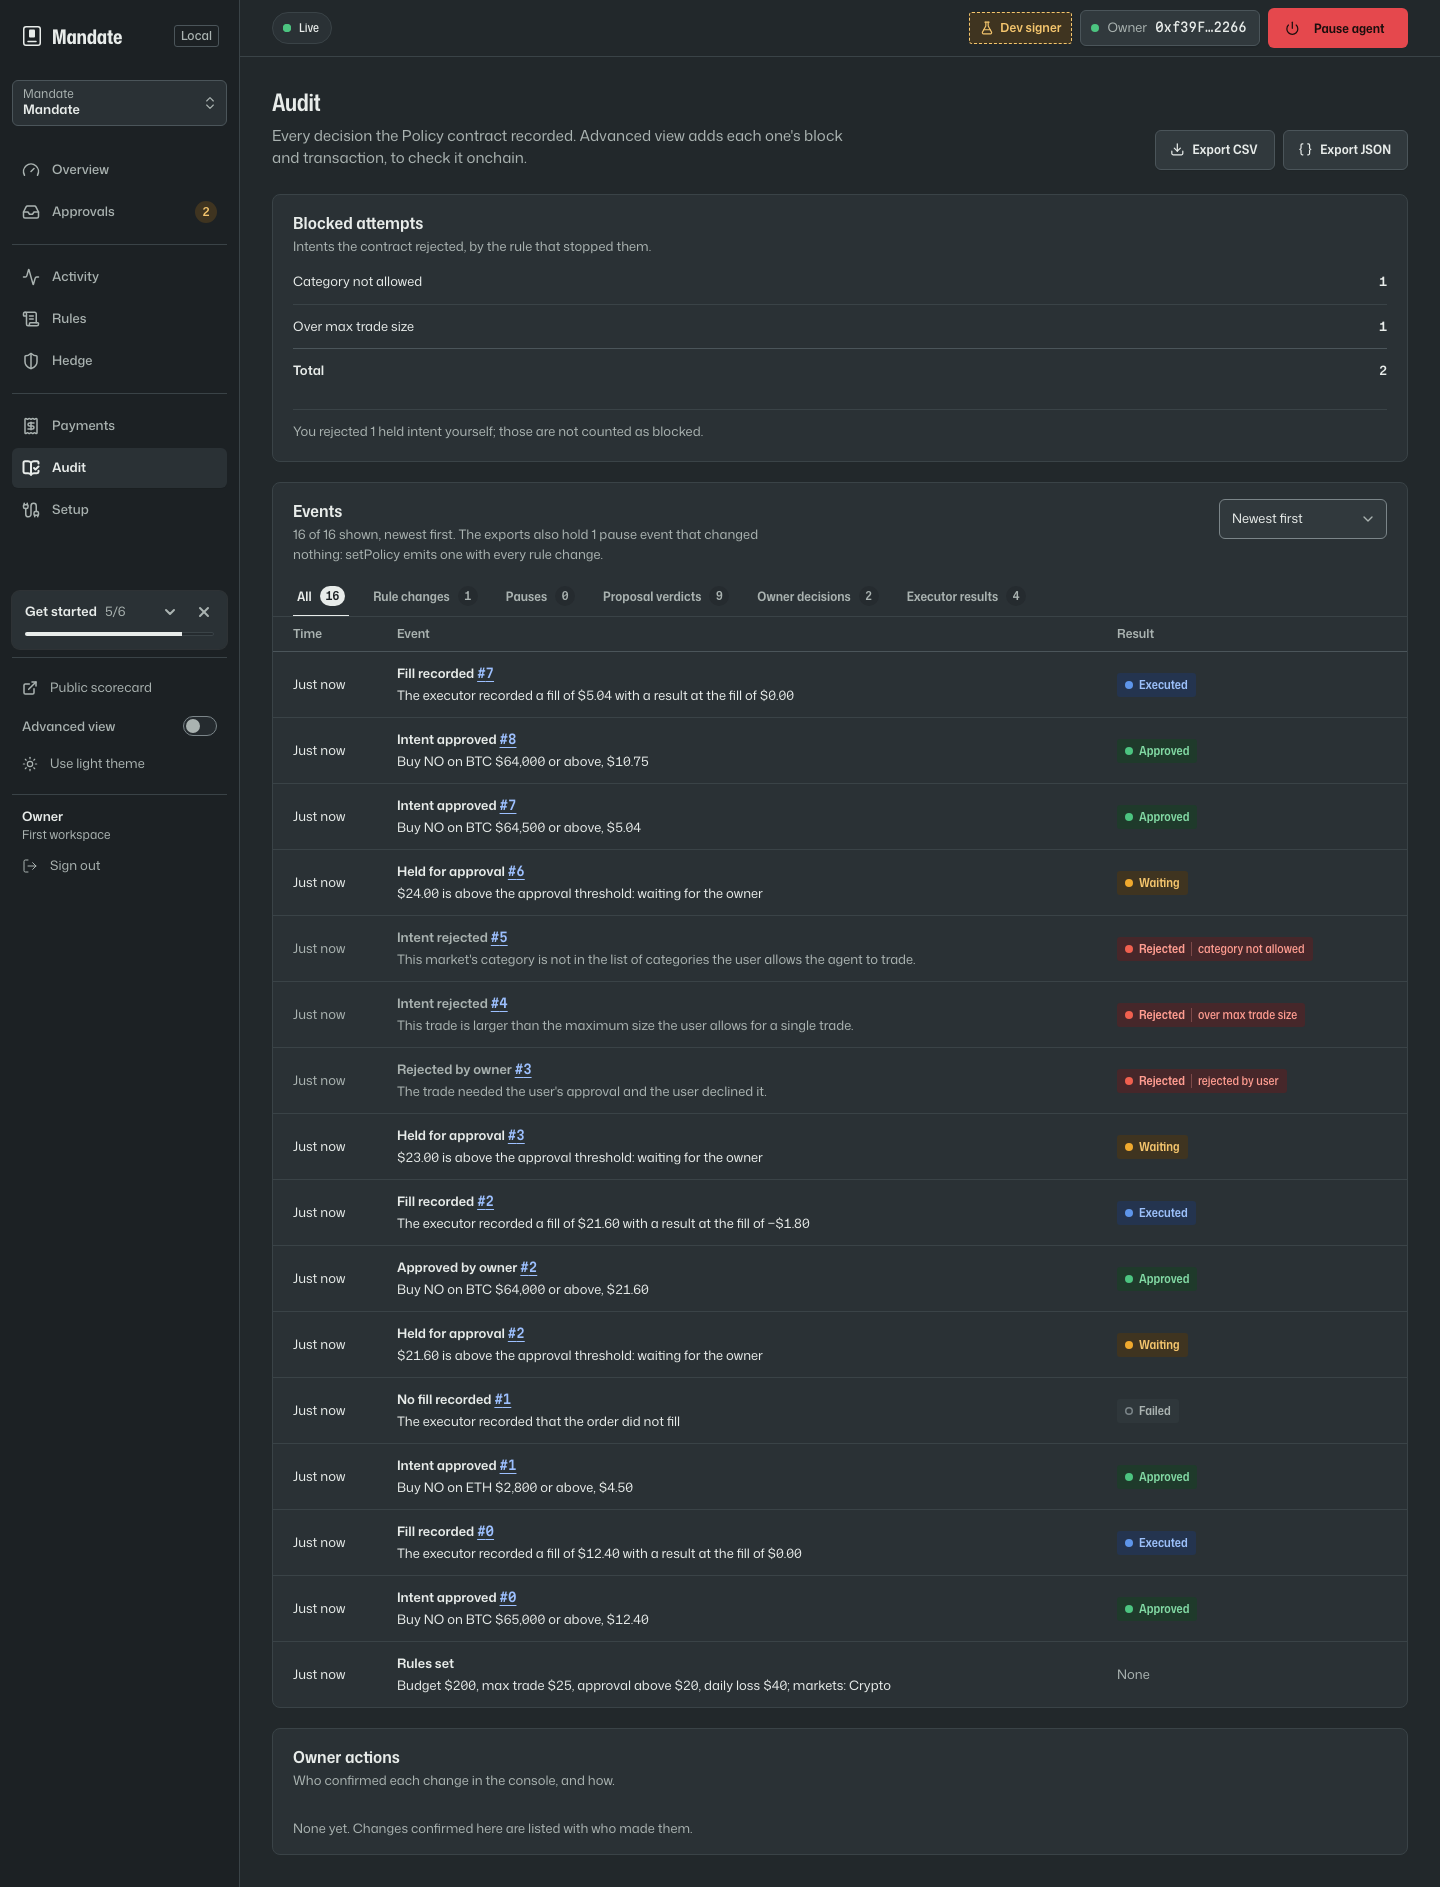 Mandate
Local
Mandate
Mandate
Overview
Approvals 2
Activity
Rules
Hedge
Payments
Audit
Setup
Get started 5/6
Public scorecard
Advanced view
Use light theme
Owner
First workspace
Sign out
Live
Dev signer
Owner 0xf39F…2266
Pause agent
Audit
Every decision the Policy contract recorded. Advanced view adds each one's block
and transaction, to check it onchain.
Export CSV
Export JSON
Blocked attempts
Intents the contract rejected, by the rule that stopped them.
Category not allowed 1
Over max trade size 1
Total 2
You rejected 1 held intent yourself; those are not counted as blocked.
Events
16 of 16 shown, newest first. The exports also hold 1 pause event that changed
nothing: setPolicy emits one with every rule change.
Newest first
All 16 Rule changes 1 Pauses 0 Proposal verdicts 9 Owner decisions 2 Executor results 4
Time Event Result
Just now
Fill recorded #7
The executor recorded a fill of $5.04 with a result at the fill of $0.00
Executed
Just now
Intent approved #8
Buy NO on BTC $64,000 or above, $10.75
Approved
Just now
Intent approved #7
Buy NO on BTC $64,500 or above, $5.04
Approved
Just now
Held for approval #6
$24.00 is above the approval threshold: waiting for the owner
Waiting
Just now
Intent rejected #5
This market's category is not in the list of categories the user allows the agent to trade.
Rejected | category not allowed
Just now
Intent rejected #4
This trade is larger than the maximum size the user allows for a single trade.
Rejected | over max trade size
Just now
Rejected by owner #3
The trade needed the user's approval and the user declined it.
Rejected | rejected by user
Just now
Held for approval #3
$23.00 is above the approval threshold: waiting for the owner
Waiting
Just now
Fill recorded #2
The executor recorded a fill of $21.60 with a result at the fill of −$1.80
Executed
Just now
Approved by owner #2
Buy NO on BTC $64,000 or above, $21.60
Approved
Just now
Held for approval #2
$21.60 is above the approval threshold: waiting for the owner
Waiting
Just now
No fill recorded #1
The executor recorded that the order did not fill
Failed
Just now
Intent approved #1
Buy NO on ETH $2,800 or above, $4.50
Approved
Just now
Fill recorded #0
The executor recorded a fill of $12.40 with a result at the fill of $0.00
Executed
Just now
Intent approved #0
Buy NO on BTC $65,000 or above, $12.40
Approved
Just now
Rules set
Budget $200, max trade $25, approval above $20, daily loss $40; markets: Crypto
None
Owner actions
Who confirmed each change in the console, and how.
None yet. Changes confirmed here are listed with who made them.